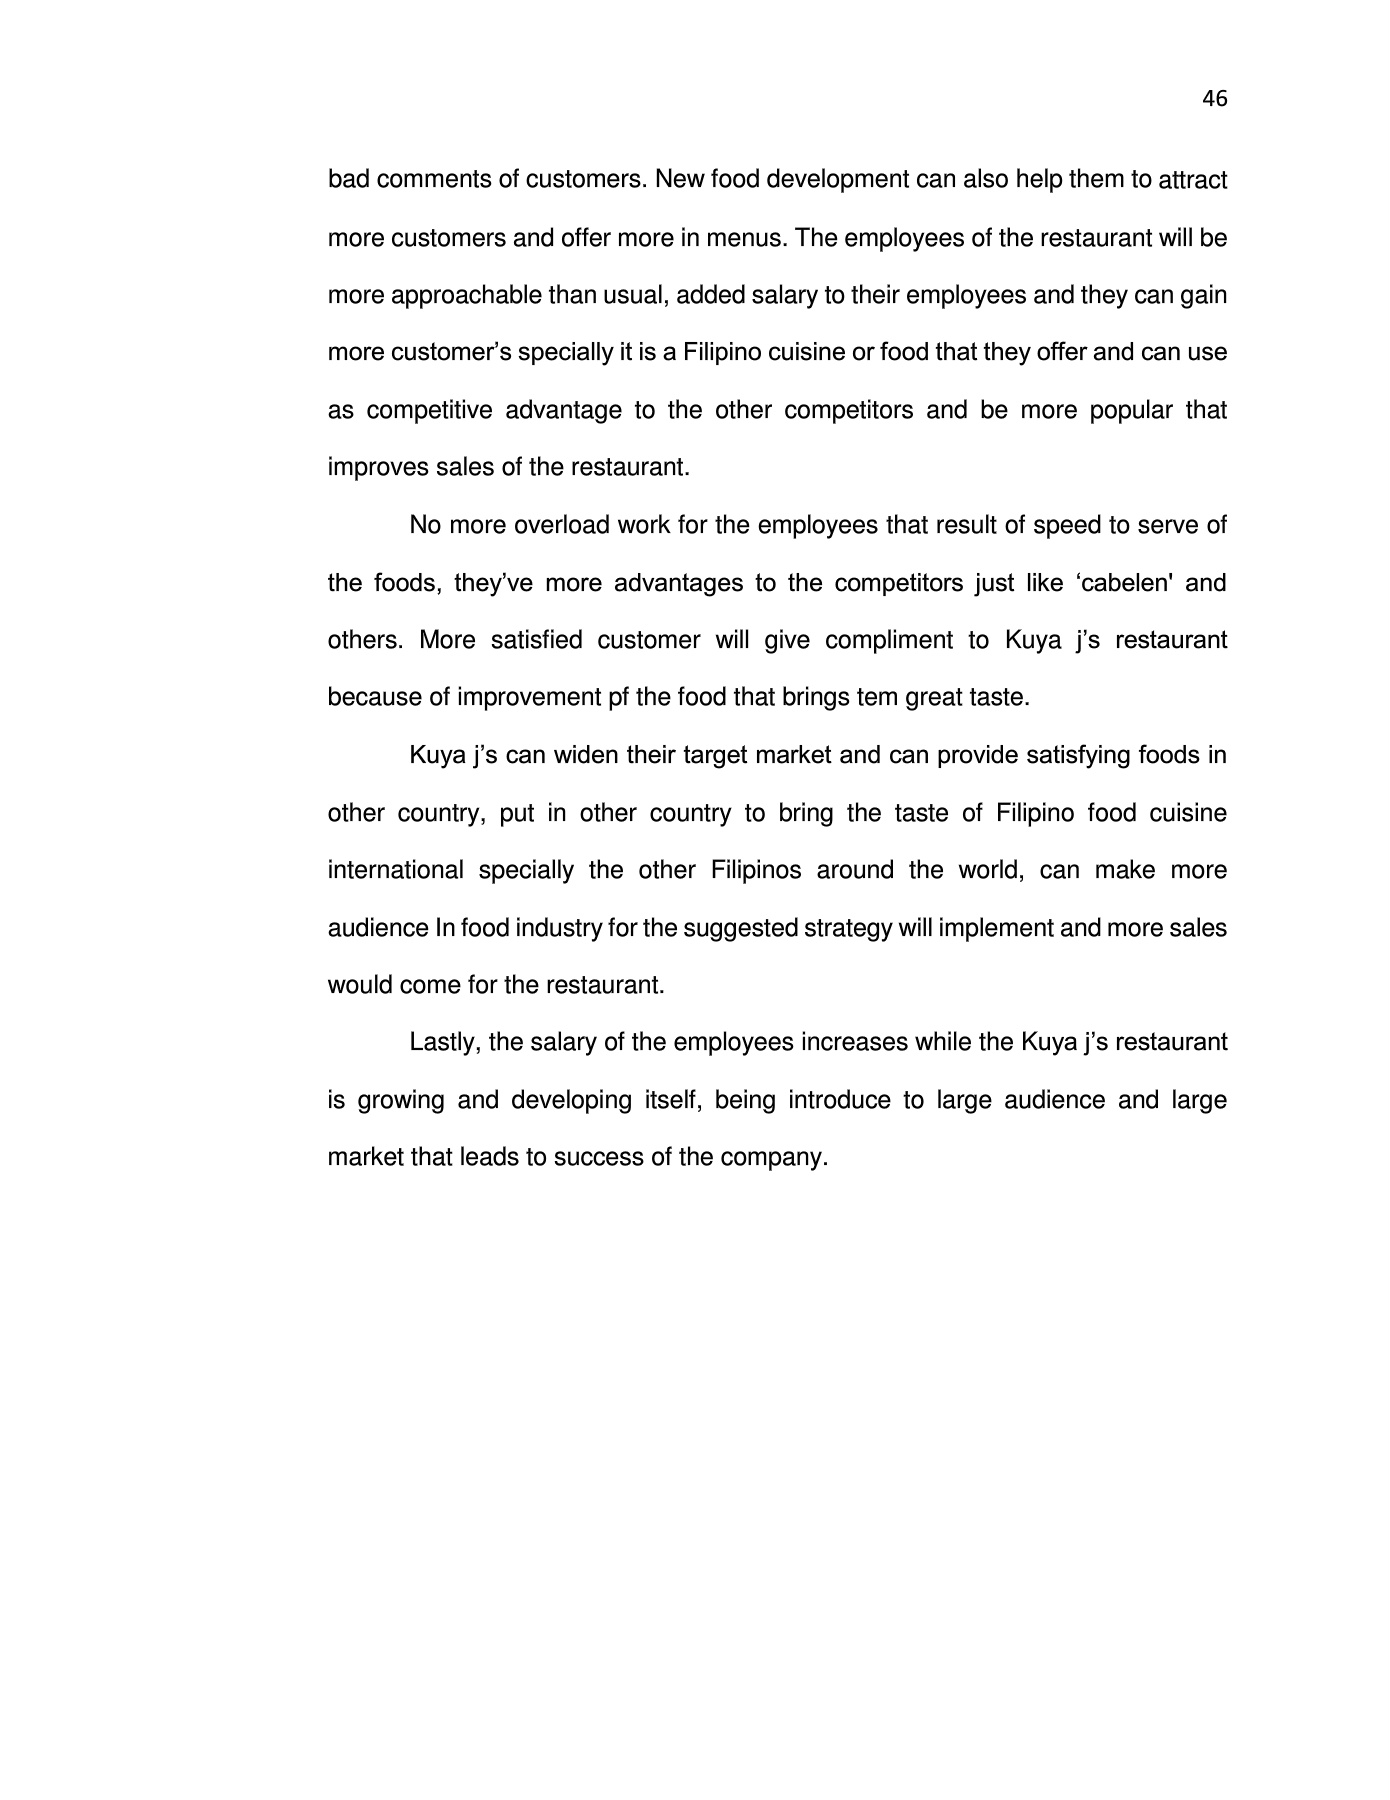 46
bad comments of customers. New food development can also help them to attract
more customers and offer more in menus. The employees of the restaurant will be
more approachable than usual, added salary to their employees and they can gain
more customer’s specially it is a Filipino cuisine or food that they offer and can use
as competitive advantage to the other competitors and be more popular that
improves sales of the restaurant.
No more overload work for the employees that result of speed to serve of
the foods, they’ve more advantages to the competitors just like ‘cabelen' and
others. More satisfied customer will give compliment to Kuya j’s restaurant
because of improvement pf the food that brings tem great taste.
Kuya j’s can widen their target market and can provide satisfying foods in
other country, put in other country to bring the taste of Filipino food cuisine
international specially the other Filipinos around the world, can make more
audience In food industry for the suggested strategy will implement and more sales
would come for the restaurant.
Lastly, the salary of the employees increases while the Kuya j’s restaurant
is growing and developing itself, being introduce to large audience and large
market that leads to success of the company.